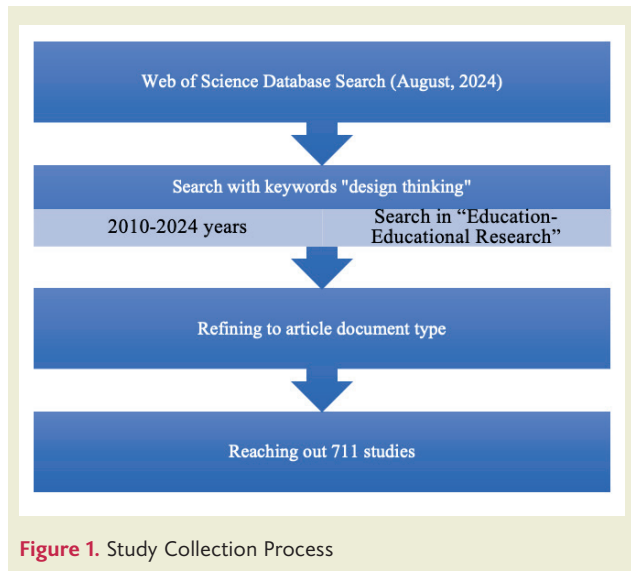 Web of Science Database Search (August, 2024)
Search with keywords "design thinking"
2010-2024 years
Search in “Education-
Educational Research”
Refining to article document type
Reaching out 711 studies
Figure 1. Study Collection Process